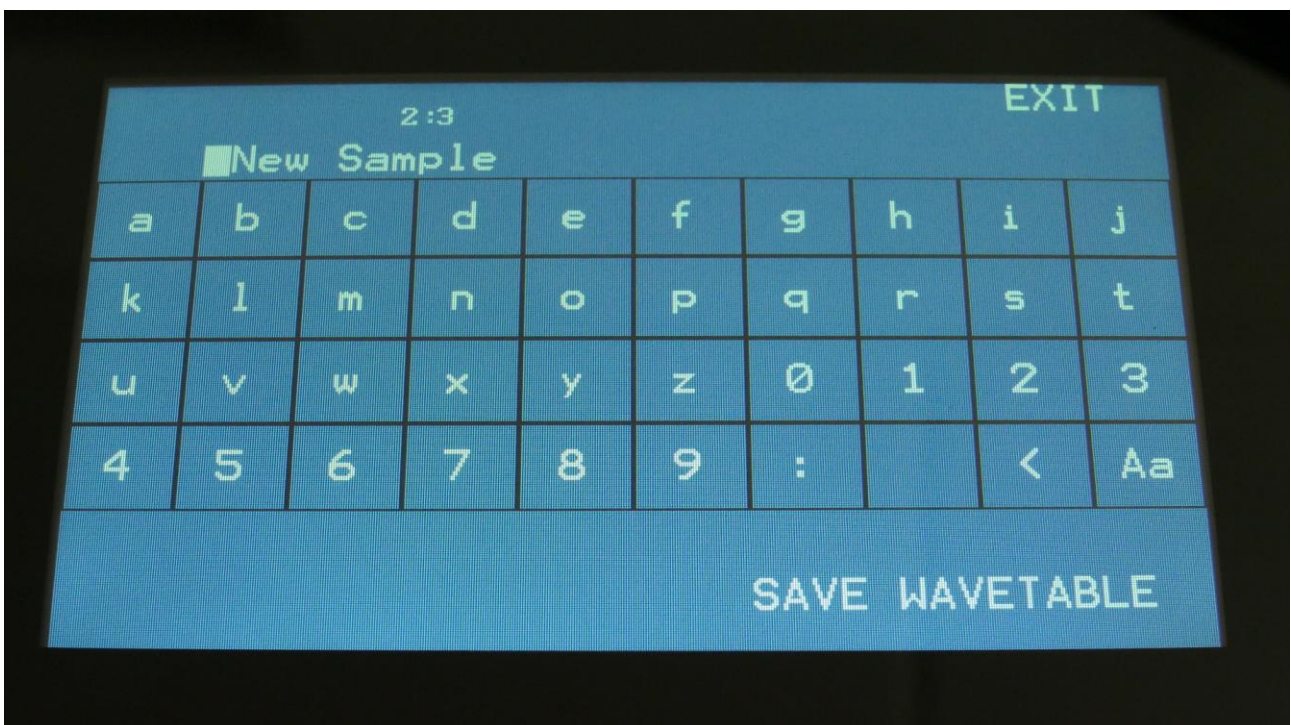 EXIT
2:3
New Sample
a b c d e f g h i j
k l m n o p q r s t
u v w x y z 0 1 2 3
4 5 6 7 8 9 : < Aa
SAVE WAVETABLE